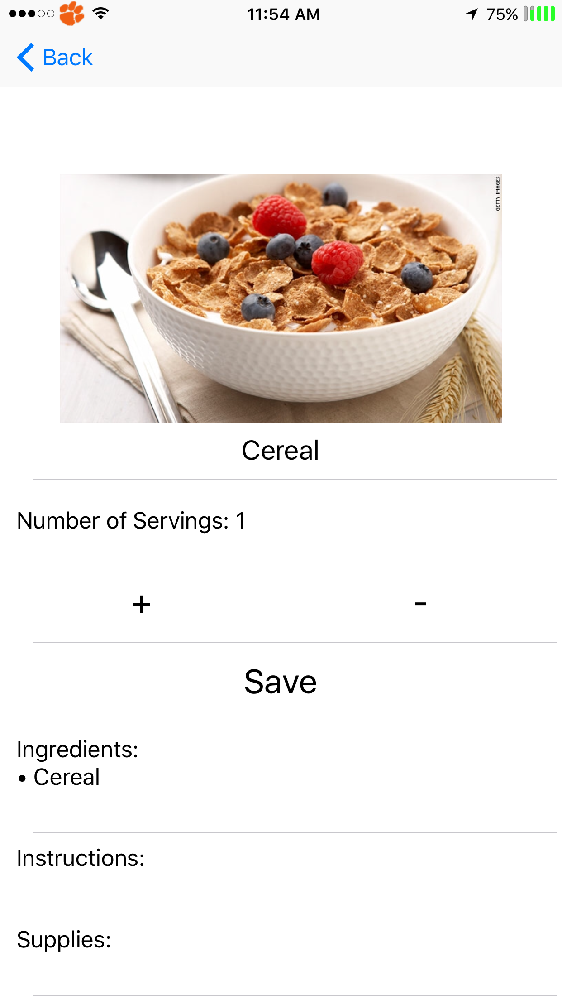 11:54 AM
75%
Back
GETTY IMAGES
Cereal
Number of Servings: 1
+ -
Save
Ingredients:
• Cereal
Instructions:
Supplies: